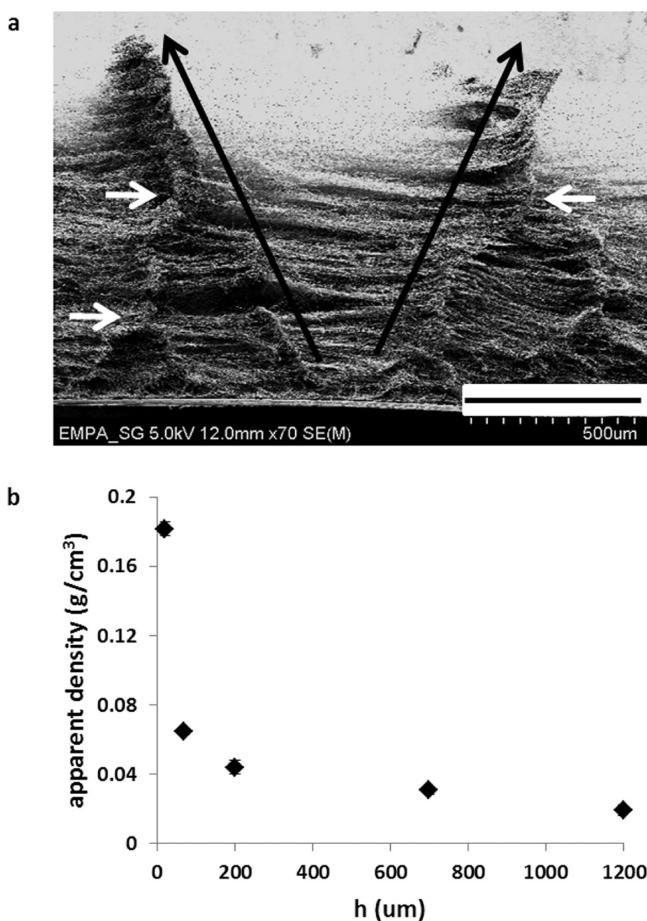 a
EMPA_SG 5.0kV 12.0mm x70 SE(M)
500um
b
apparent density (g/cm³)
0.2
0.16
0.12
0.08
0.04
0
0 200 400 600 800 1000 1200
h (um)